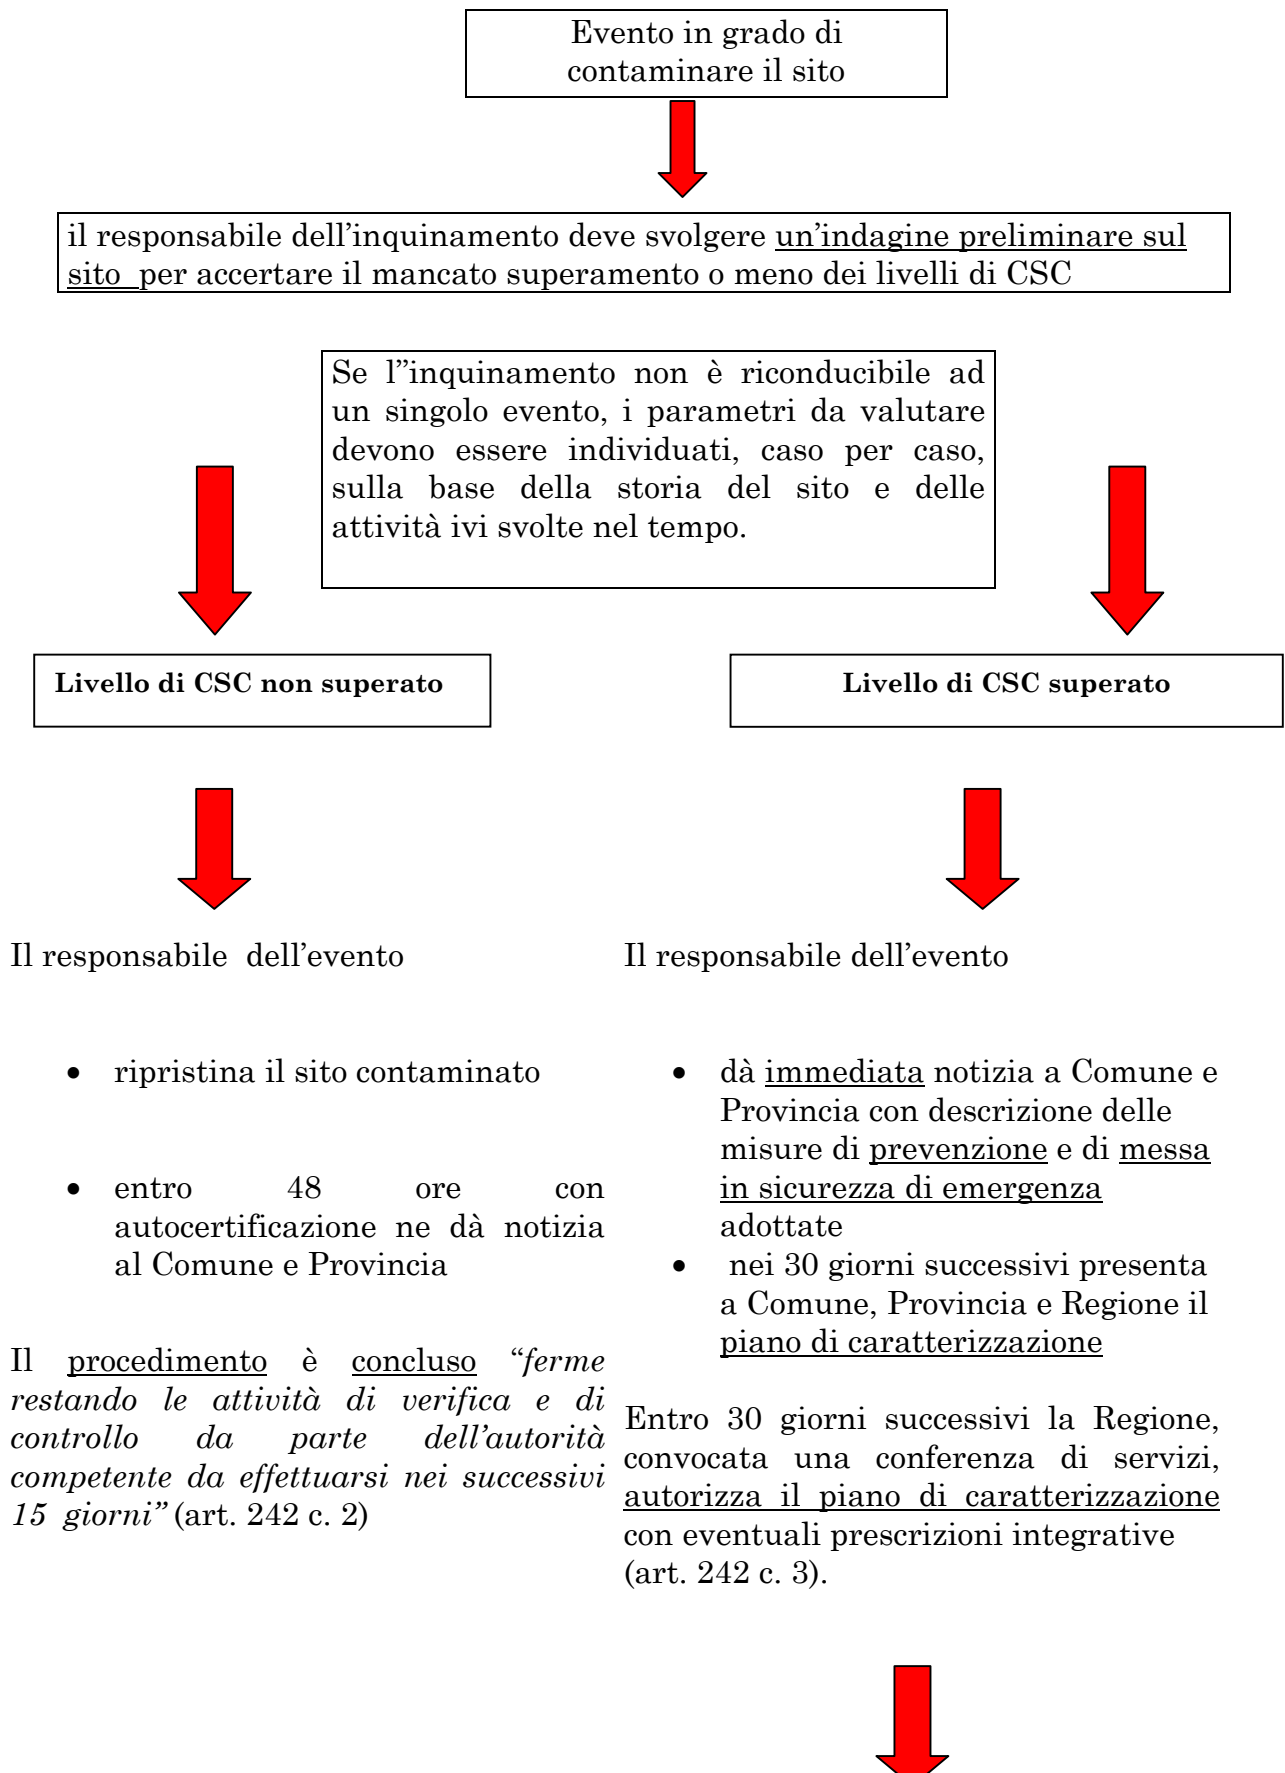 Evento in grado di
contaminare il sito
il responsabile dell’inquinamento deve svolgere un’indagine preliminare sul
sito per accertare il mancato superamento o meno dei livelli di CSC
Se l’’inquinamento non è riconducibile ad
un singolo evento, i parametri da valutare
devono essere individuati, caso per caso,
sulla base della storia del sito e delle
attività ivi svolte nel tempo.
Livello di CSC non superato
Livello di CSC superato
Il responsabile dell’evento
• ripristina il sito contaminato
• entro 48 ore con
autocertificazione ne dà notizia
al Comune e Provincia
Il procedimento è concluso “ferme
restando le attività di verifica e di
controllo da parte dell’autorità
competente da effettuarsi nei successivi
15 giorni” (art. 242 c. 2)
Il responsabile dell’evento
• dà immediata notizia a Comune e
Provincia con descrizione delle
misure di prevenzione e di messa
in sicurezza di emergenza
adottate
• nei 30 giorni successivi presenta
a Comune, Provincia e Regione il
piano di caratterizzazione
Entro 30 giorni successivi la Regione,
convocata una conferenza di servizi,
autorizza il piano di caratterizzazione
con eventuali prescrizioni integrative
(art. 242 c. 3).